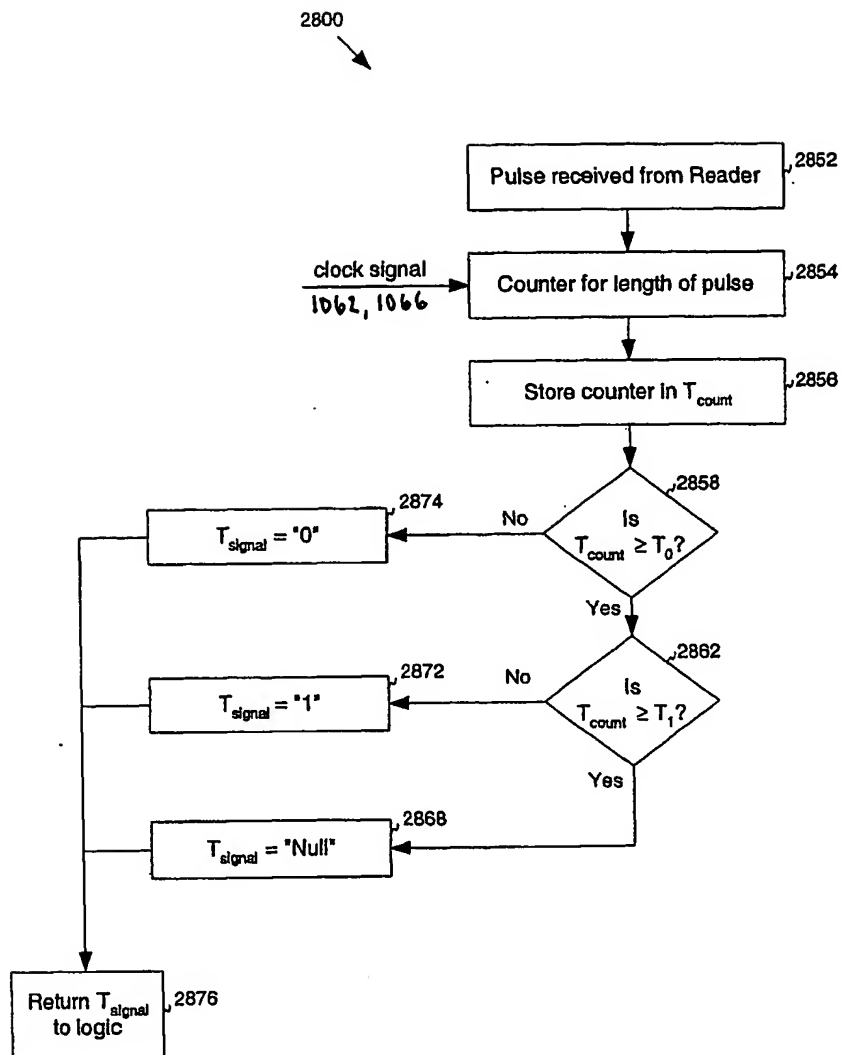 2800
Pulse received from Reader
2852
clock signal
1062, 1066
Counter for length of pulse
2854
Store counter in T_count
2856
2858
Is
T_count ≥ T_0?
No
Yes
2874
T_signal = "0"
2862
Is
T_count ≥ T_1?
No
Yes
2872
T_signal = "1"
2868
T_signal = "Null"
Return T_signal
to logic
2876